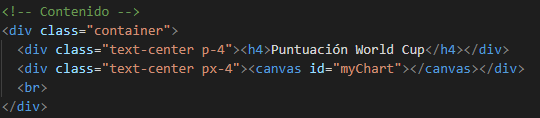 <!-- Contenido -->
<div class="container">
<div class="text-center p-4"><h4>Puntuación World Cup</h4></div>
<div class="text-center px-4"><canvas id="myChart"></canvas></div>
<br>
</div>